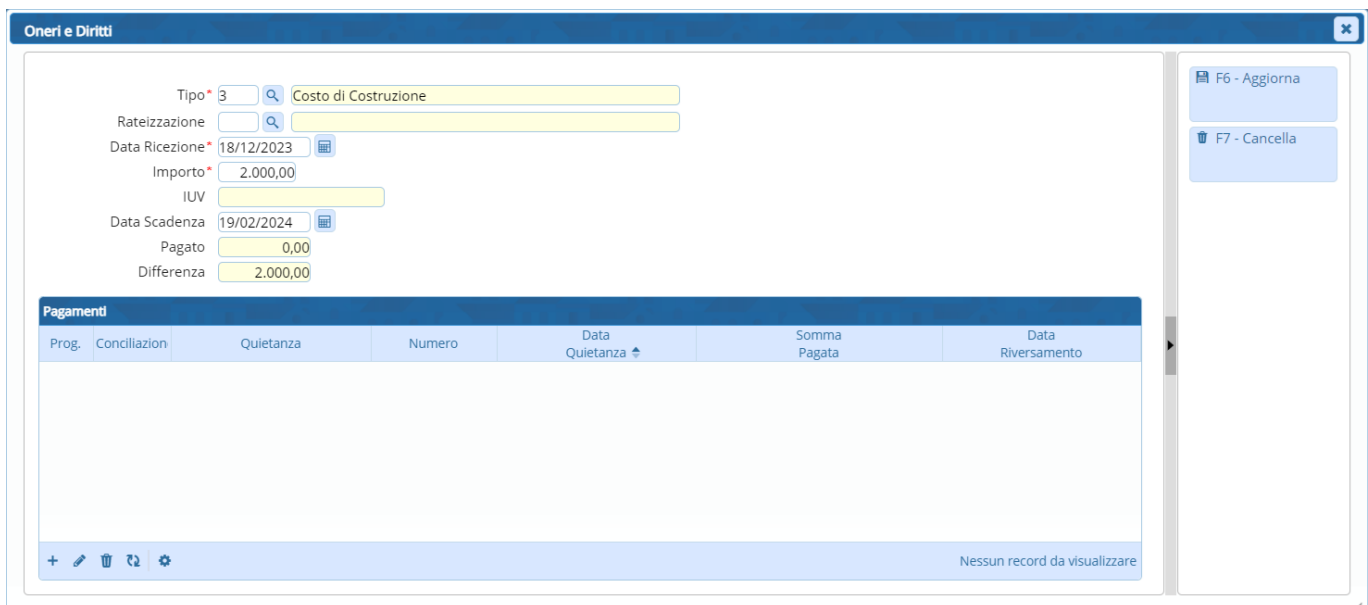 Oneri e Diritti
Tipo* 3 Costo di Costruzione
Rateizzazione
Data Ricezione* 18/12/2023
Importo* 2.000,00
IUV
Data Scadenza 19/02/2024
Pagato 0,00
Differenza 2.000,00
F6 - Aggiorna
F7 - Cancella
Pagamenti
Prog. Conciliazion Quietanza Numero Data Quietanza Somma Pagata Data Riversamento
Nessun record da visualizzare